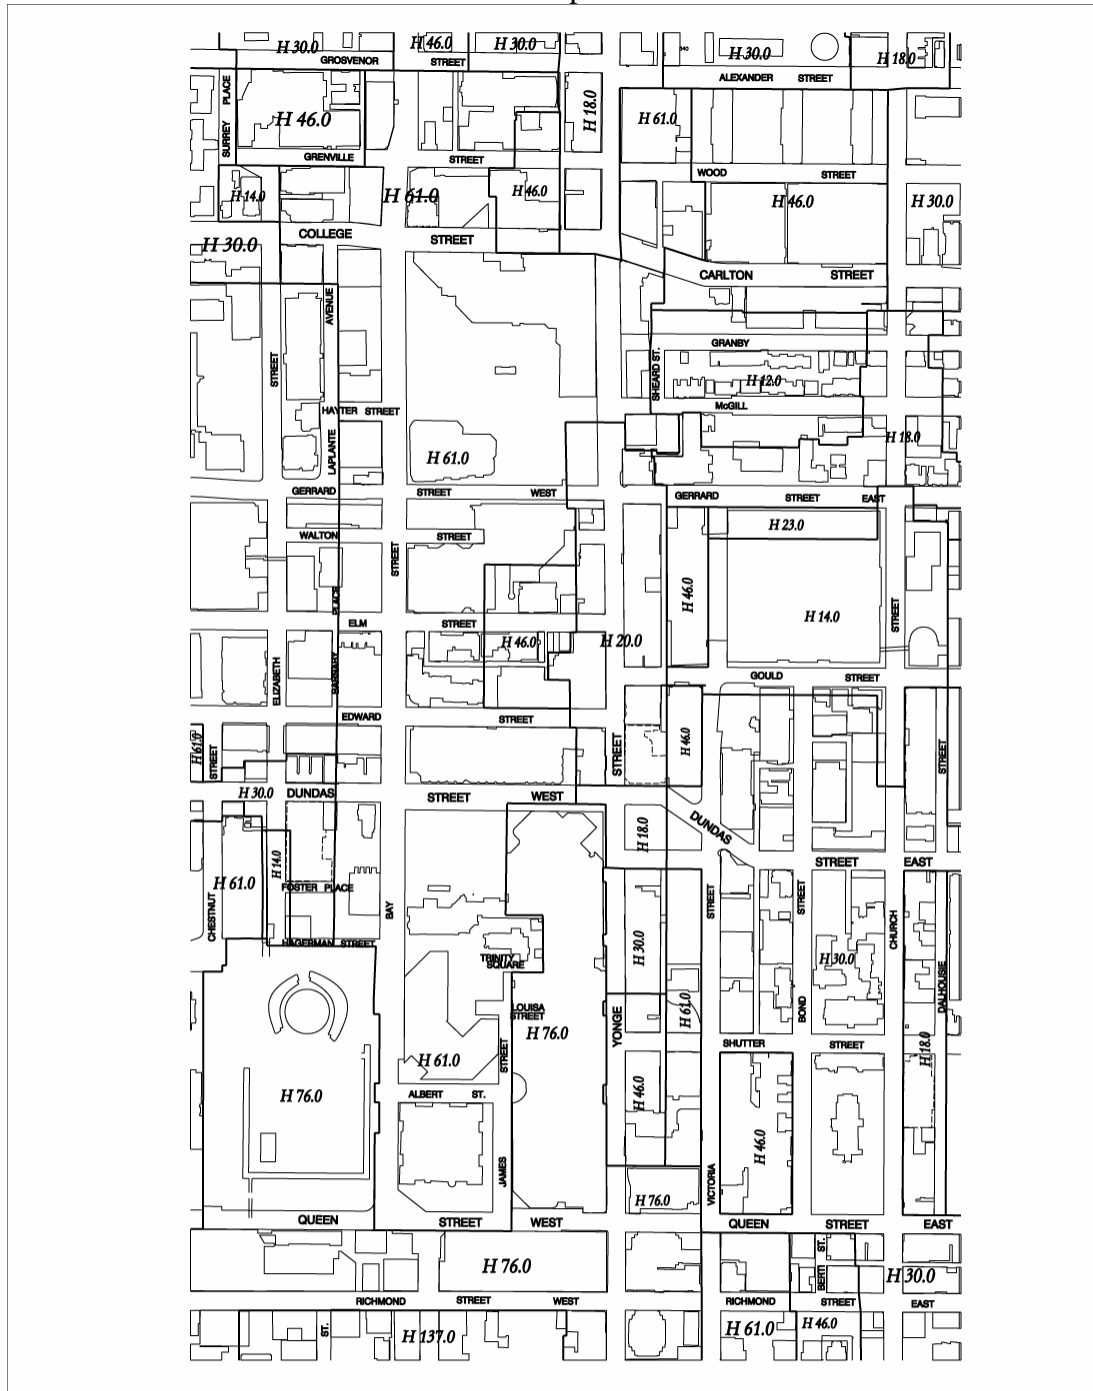 H 30.0
H 46.0
H 30.0
GROSVENOR STREET
340
H 30.0
H 18.0
ALEXANDER STREET
SURREY PLACE
H 46.0
H 18.0
H 61.0
GRENVILLE STREET
WOOD STREET
H 14.0
H 61.0
H 46.0
H 46.0
H 30.0
COLLEGE STREET
H 30.0
CARLTON STREET
AVENUE
STREET
GRANBY
SHEARD ST.
H 12.0
McGILL
HAYTER STREET
LAPLANTE
H 18.0
H 61.0
GERRARD STREET WEST
GERRARD STREET EAST
H 23.0
WALTON STREET
STREET
PLACE
H 46.0
H 14.0
STREET
ELM STREET
H 46.0
H 20.0
ELIZABETH
BARNABY
GOULD STREET
EDWARD STREET
H 61.0
STREET
STREET
H 46.0
STREET
H 30.0
DUNDAS STREET WEST
DUNDAS
H 18.0
STREET EAST
H 14.0
H 61.0
FOSTER PLACE
CHESTNUT
BAY
STREET
STREET
CHURCH
HAGERMAN STREET
TRINITY
SQUARE
H 30.0
H 30.0
DALHOUSIE
LOUISA
STREET
H 76.0
YONGE
H 61.0
BOND
SHUTTER STREET
H 18.0
H 61.0
STREET
H 76.0
ALBERT ST.
H 46.0
H 46.0
JAMES
VICTORIA
H 76.0
QUEEN STREET WEST
QUEEN STREET EAST
ST.
H 76.0
BERTI
H 30.0
RICHMOND STREET WEST
RICHMOND STREET EAST
ST.
H 137.0
H 61.0
H 46.0